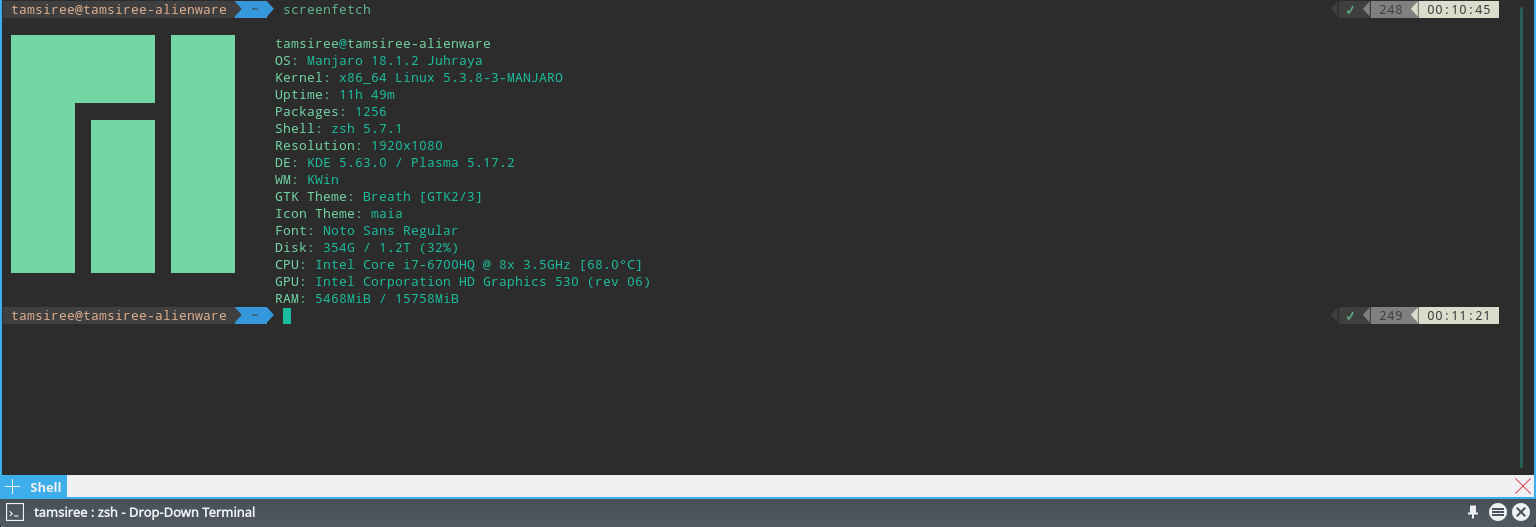 tamsiree@tamsiree-alienware ~ screenfetch ✓ 248 00:10:45
tamsiree@tamsiree-alienware
OS: Manjaro 18.1.2 Juhraya
Kernel: x86_64 Linux 5.3.8-3-MANJARO
Uptime: 11h 49m
Packages: 1256
Shell: zsh 5.7.1
Resolution: 1920x1080
DE: KDE 5.63.0 / Plasma 5.17.2
WM: KWin
GTK Theme: Breath [GTK2/3]
Icon Theme: maia
Font: Noto Sans Regular
Disk: 354G / 1.2T (32%)
CPU: Intel Core i7-6700HQ @ 8x 3.5GHz [68.0°C]
GPU: Intel Corporation HD Graphics 530 (rev 06)
RAM: 5468MiB / 15758MiB
tamsiree@tamsiree-alienware ~ ✓ 249 00:11:21
Shell
tamsiree : zsh - Drop-Down Terminal